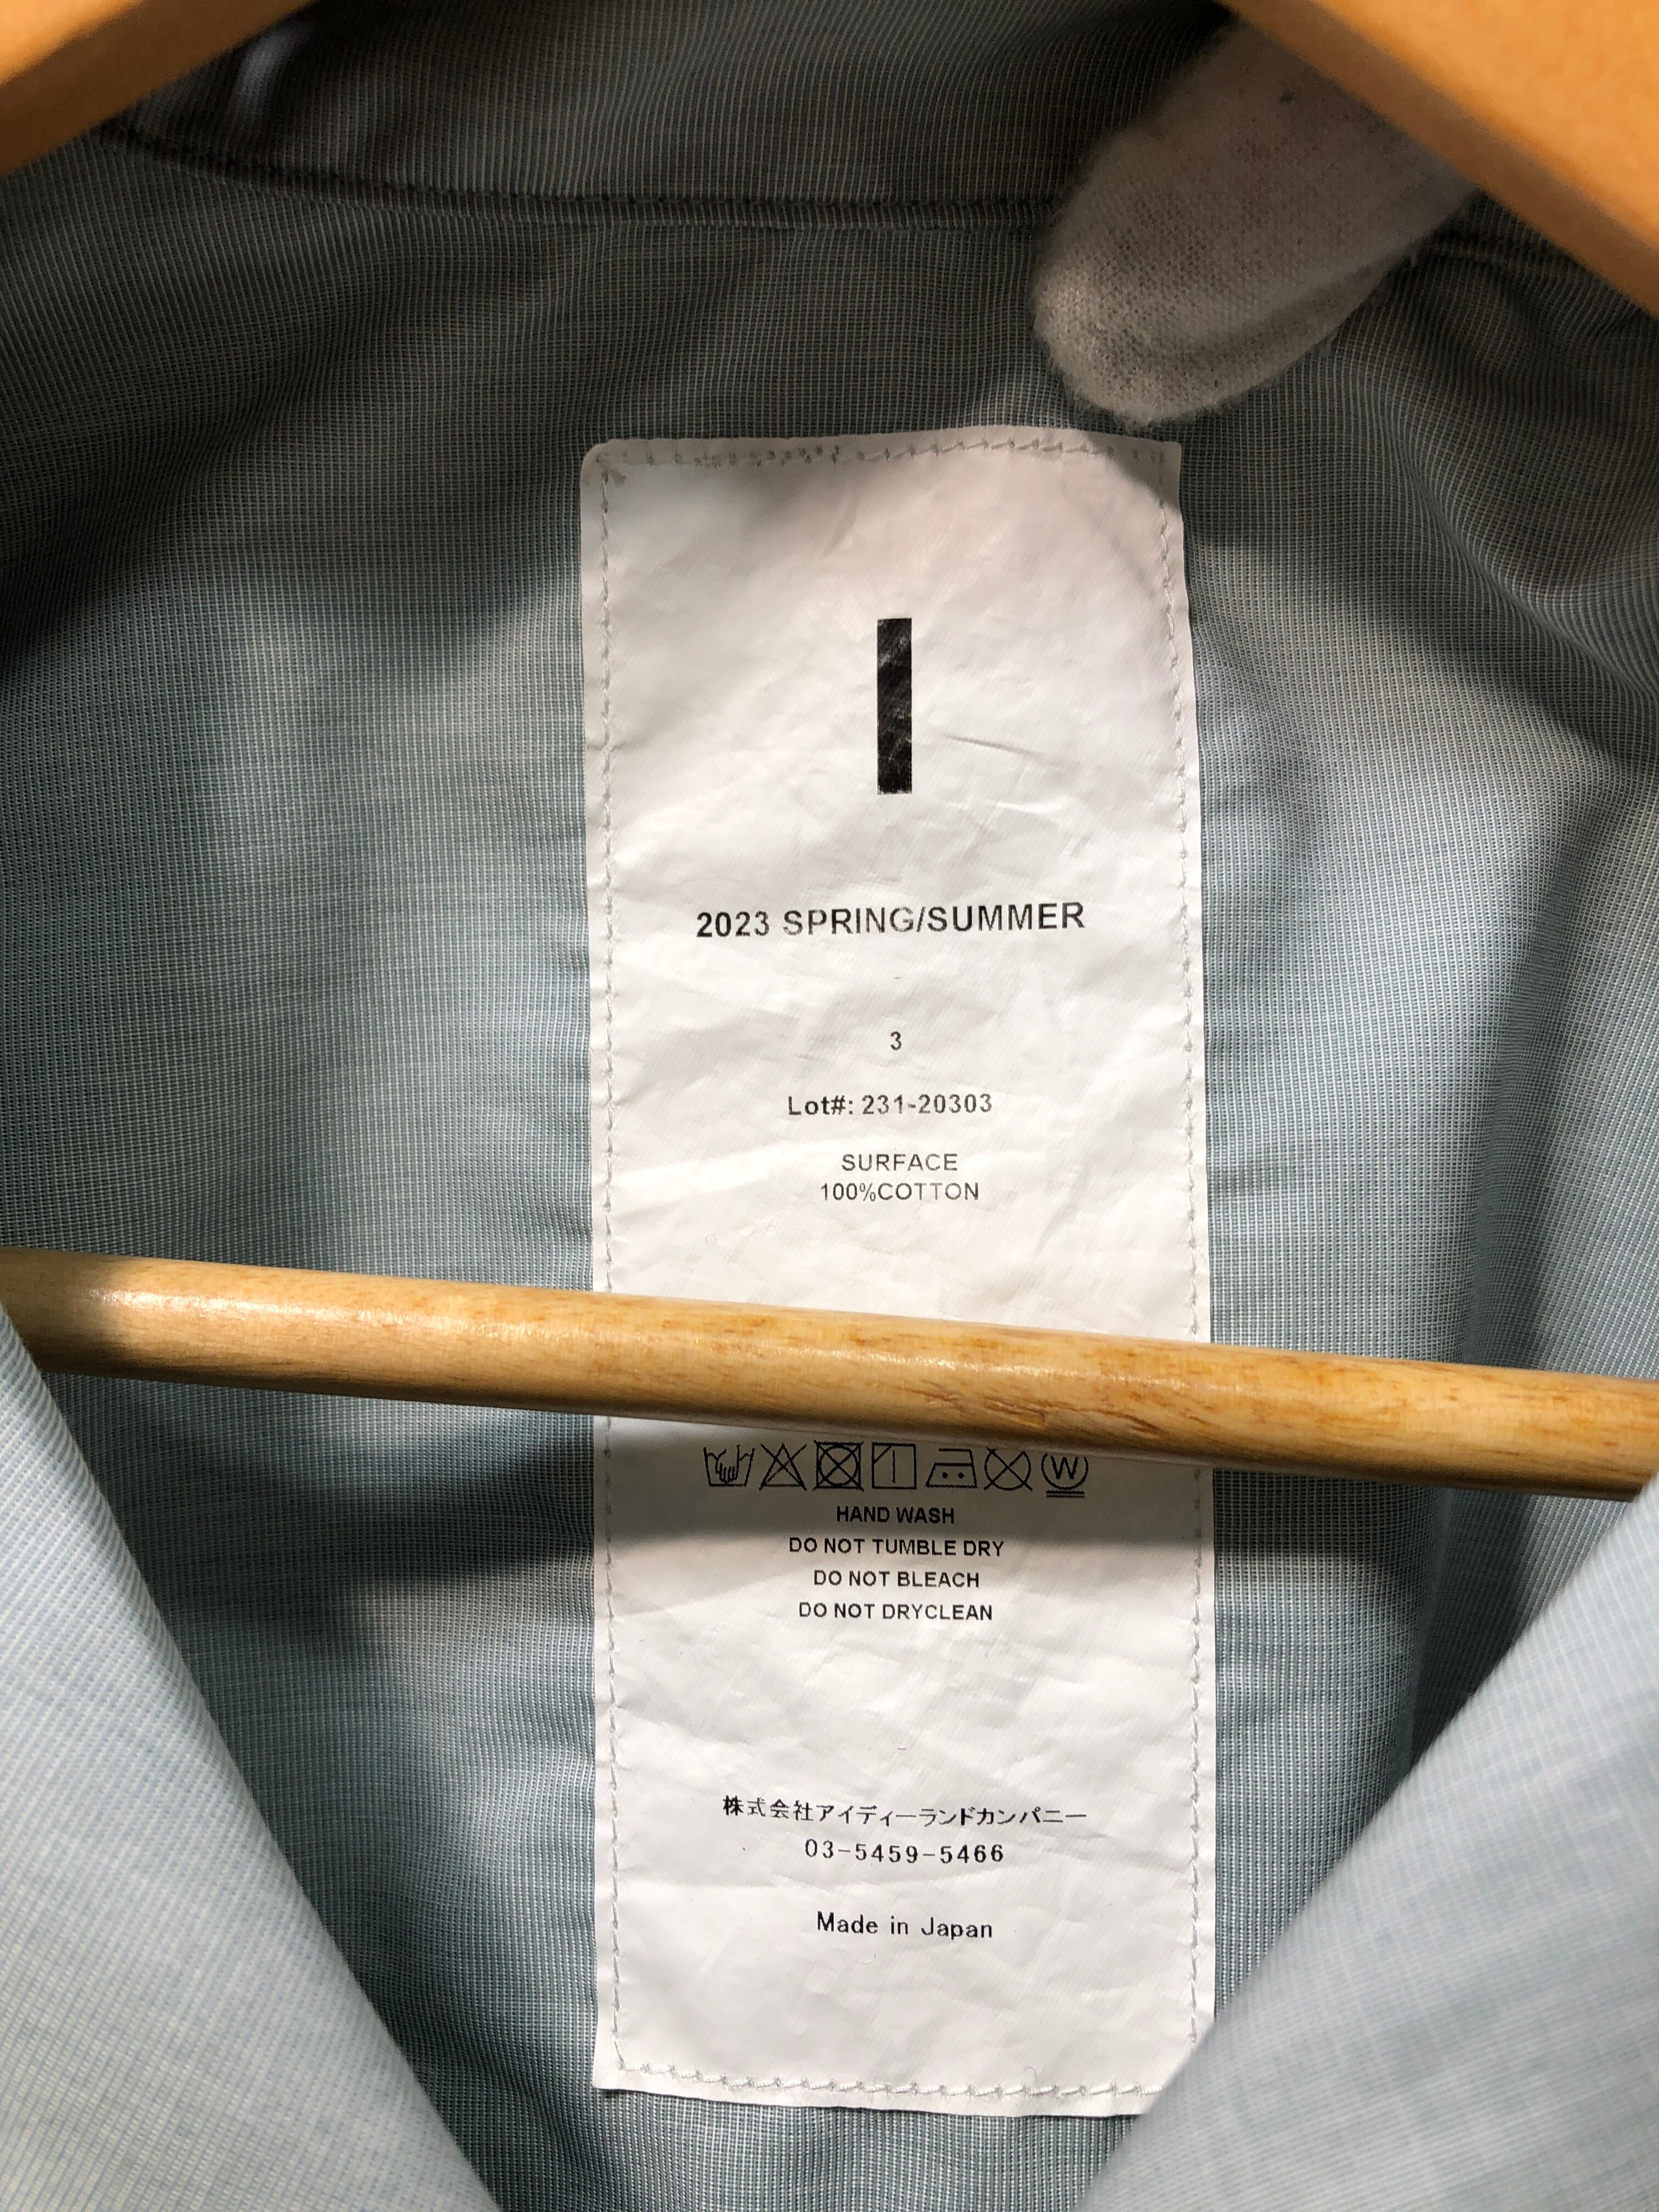 I
2023 SPRING/SUMMER
3
Lot#: 231-20303
SURFACE
100%COTTON
W
HAND WASH
DO NOT TUMBLE DRY
DO NOT BLEACH
DO NOT DRYCLEAN
株式会社アイディーランドカンパニー
03-5459-5466
Made in Japan